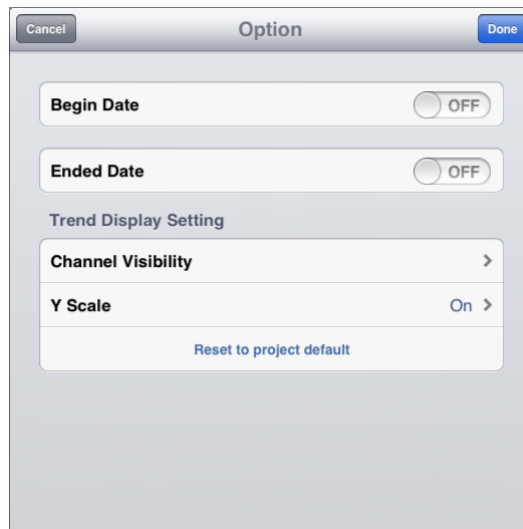 Cancel Option Done
Begin Date OFF
Ended Date OFF
Trend Display Setting
Channel Visibility
Y Scale On
Reset to project default